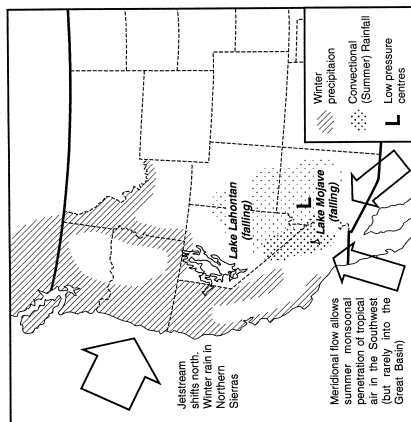 Jetstream
shifts north.
Winter rain in
Northern
Sierras
Lake Lahontan
(falling)
Lake Mojave
(falling)
L
Meridional flow allows
summer monsoonal
penetration of tropical
air in the Southwest
(but rarely into the
Great Basin)
Winter
precipitaion
Convectional
(Summer) Rainfall
L Low pressure
centres